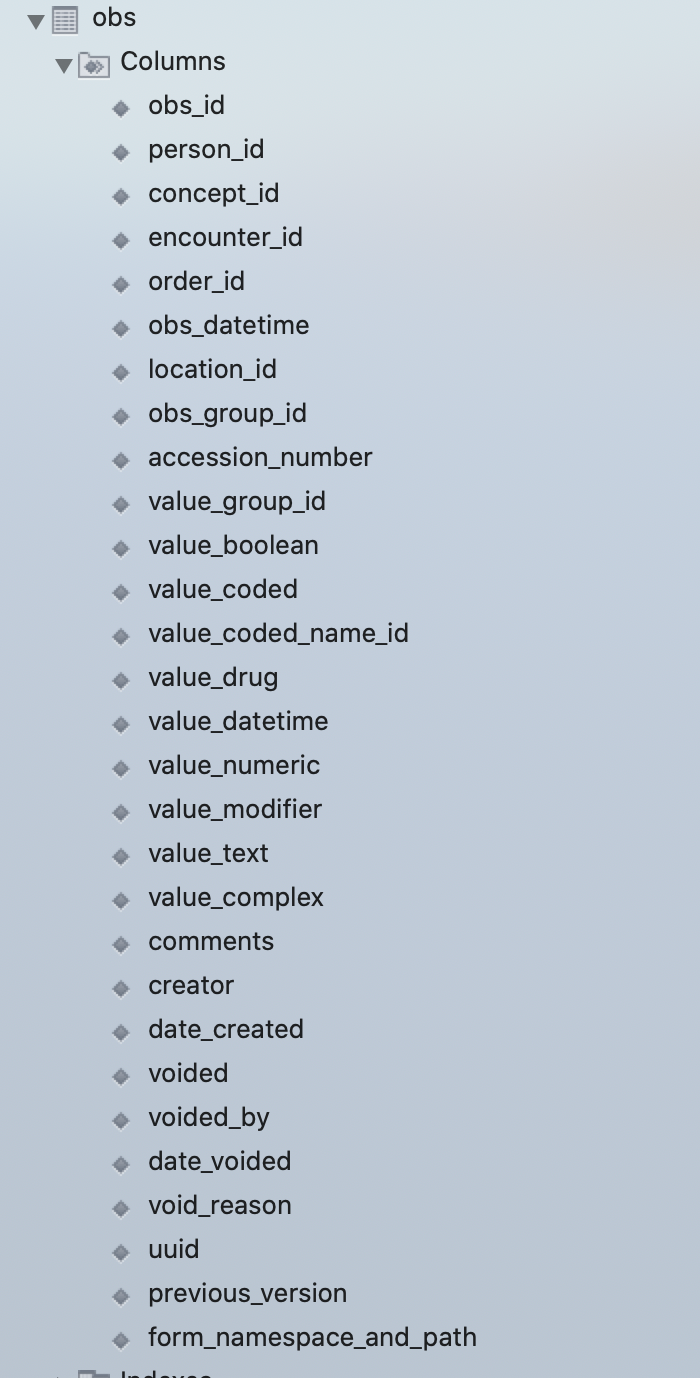 obs
Columns
obs_id
person_id
concept_id
encounter_id
order_id
obs_datetime
location_id
obs_group_id
accession_number
value_group_id
value_boolean
value_coded
value_coded_name_id
value_drug
value_datetime
value_numeric
value_modifier
value_text
value_complex
comments
creator
date_created
voided
voided_by
date_voided
void_reason
uuid
previous_version
form_namespace_and_path
Indexes